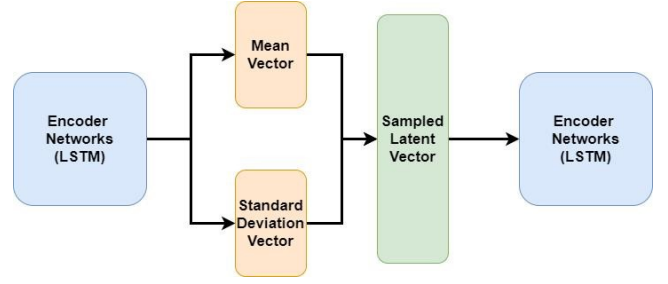 Encoder
Networks
(LSTM)
Mean
Vector
Standard
Deviation
Vector
Sampled
Latent
Vector
Encoder
Networks
(LSTM)